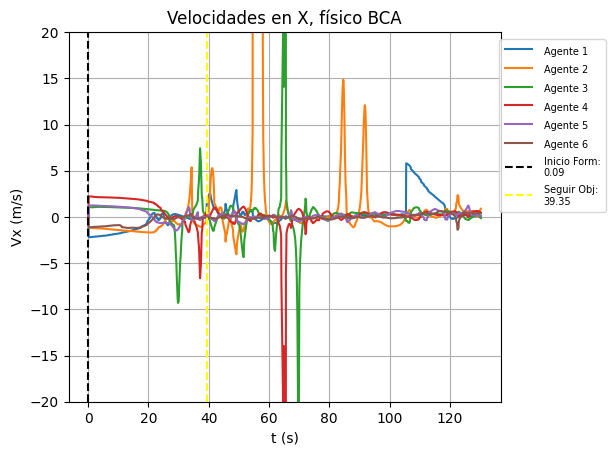 Velocidades en X, físico BCA
Vx (m/s)
20
15
10
5
0
−5
−10
−15
−20
0
20
40
60
80
100
120
t (s)
Agente 1
Agente 2
Agente 3
Agente 4
Agente 5
Agente 6
Inicio Form:
0.09
Seguir Obj:
39.35